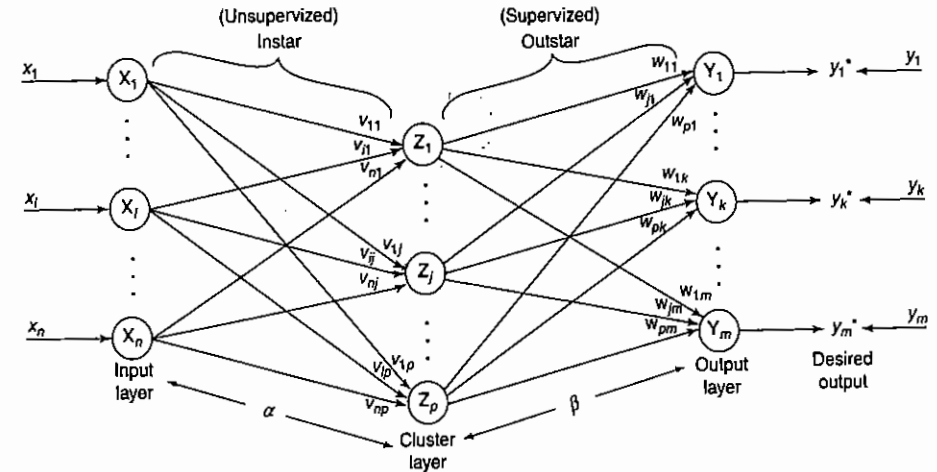 (Unsupervized) (Supervized)
Instar Outstar
x1 X1 w11 Y1 y1* y1
wj1
v11 wp1
vi1 Z1
vn1
w1k
xi Xi wjk Yk yk* yk
wpk
v1j
vij Zj
vnj
w1m
wjm
xn Xn wpm Ym ym* ym
Input v1p Output Desired
layer vip layer output
vnp Zp
α β
Cluster
layer